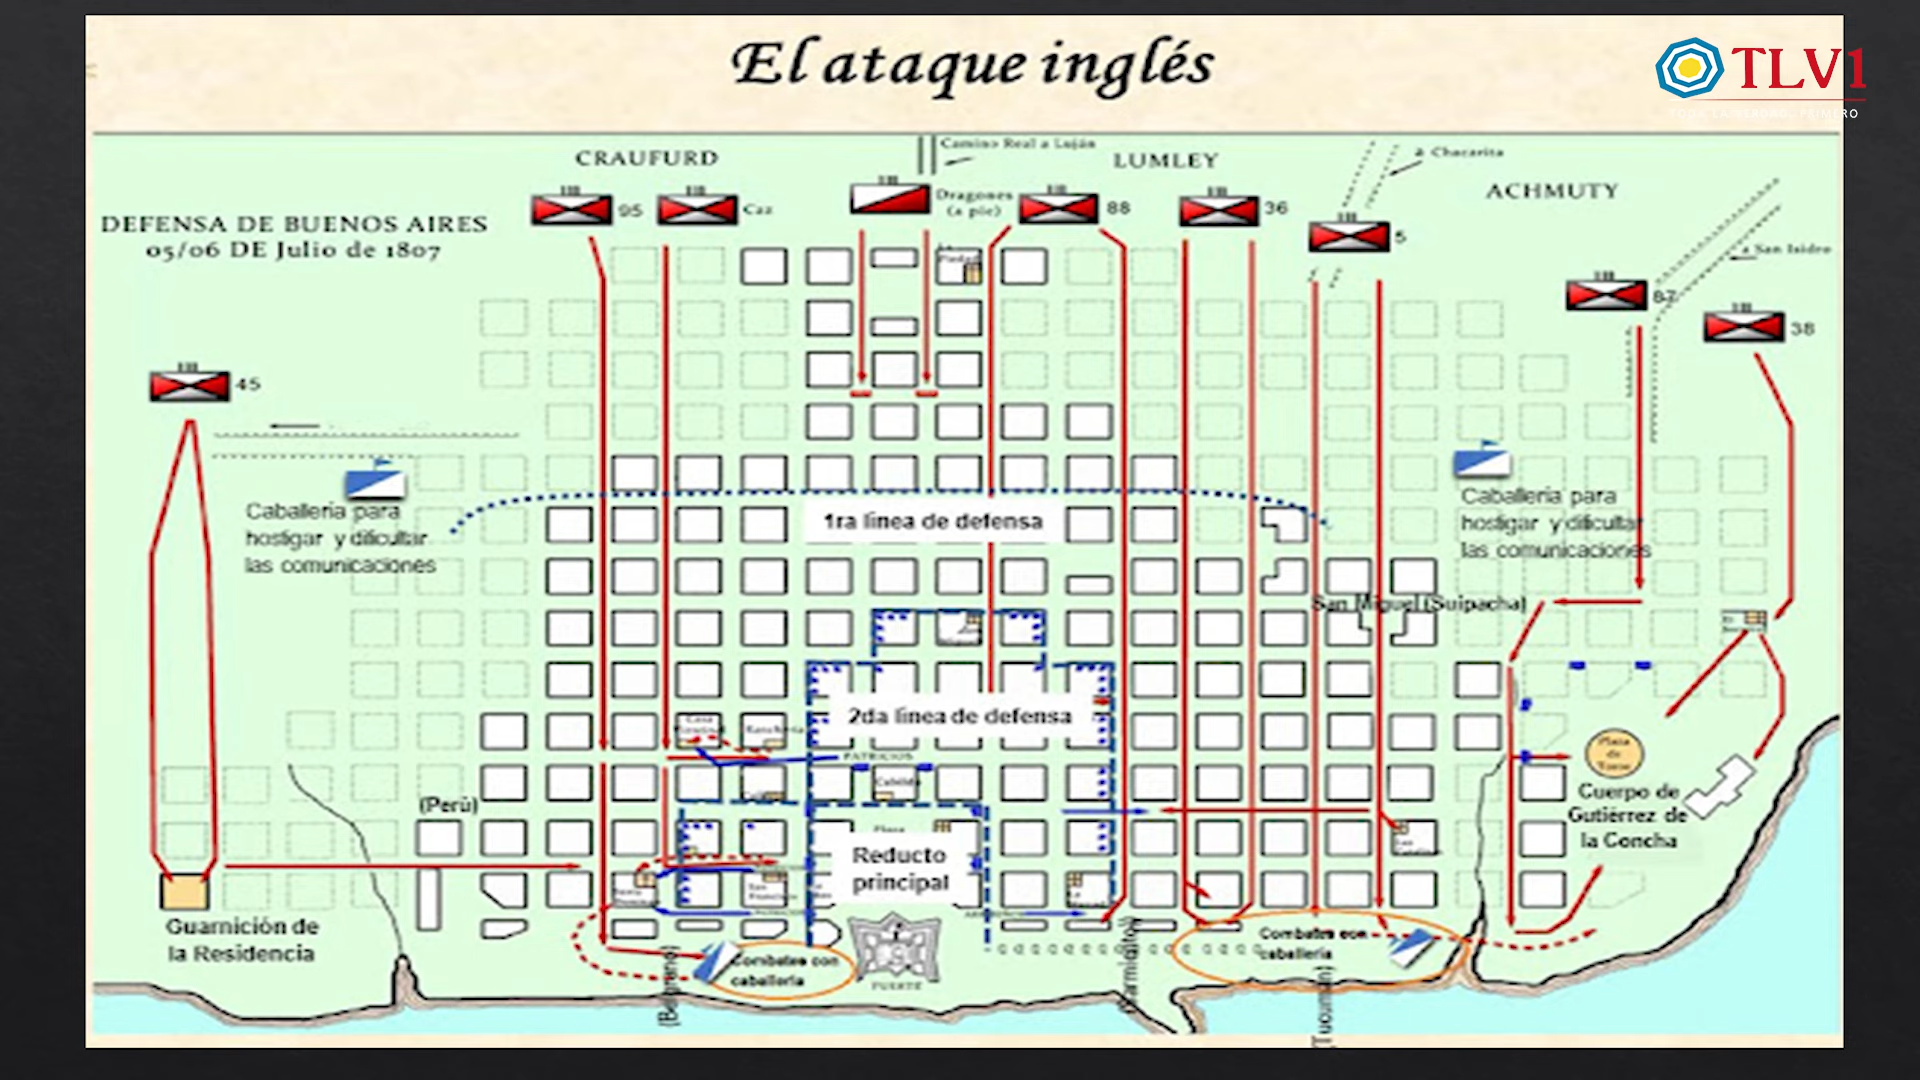 El ataque inglés
TLV1
Camino Real a Luján
CRAUFURD
LUMLEY
a Chacarita
ACHMUTY
DEFENSA DE BUENOS AIRES
05/06 DE Julio de 1807
95
Caz
Dragones
(a pie)
88
36
5
a San Isidro
87
38
45
Caballeria para
hostigar y dificultar
las comunicaciones
1ra linea de defensa
Caballeria para
hostigar y dificultar
las comunicaciones
San Miguel (Suipacha)
2da linea de defensa
PATRICIOS
Cabildo
Plaza
de
Toros
(Perú)
Cuerpo de
Gutiérrez de
la Concha
Reducto
principal
Guarnición de
la Residencia
Combates con
caballeria
FUERTE
Combates con
caballeria
(Belgrano)
(Tucumán)